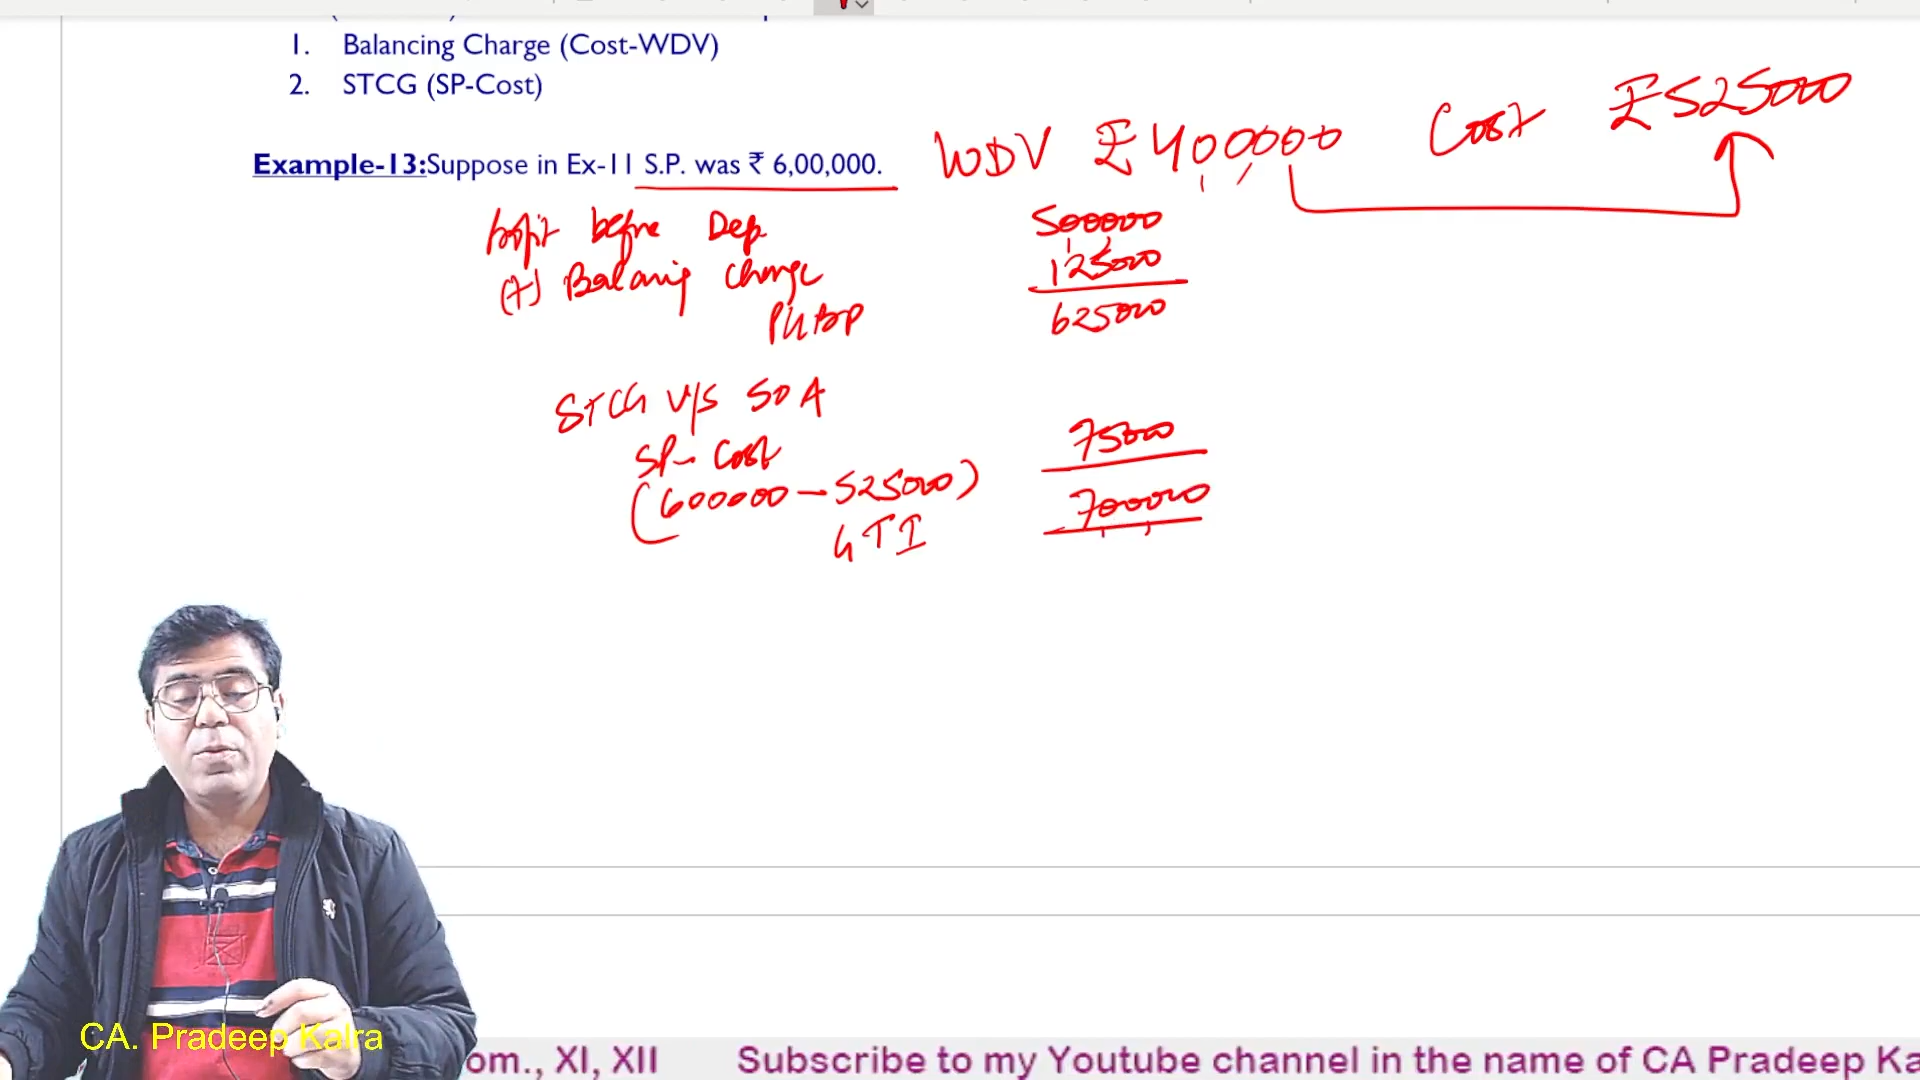 1. Balancing Charge (Cost-WDV)
2. STCG (SP-Cost)
Example-13:Suppose in Ex-11 S.P. was ₹ 6,00,000.
WDV ₹ 400000 Cost ₹ 525000
Profit before Dep 500000
(+) Balancing Charge 125000
PGBP 625000
STCG u/s 50A 75000
SP - Cost
(600000 - 525000)
GTI 700000
CA. Pradeep Kalra
om., XI, XII Subscribe to my Youtube channel in the name of CA Pradeep Ka